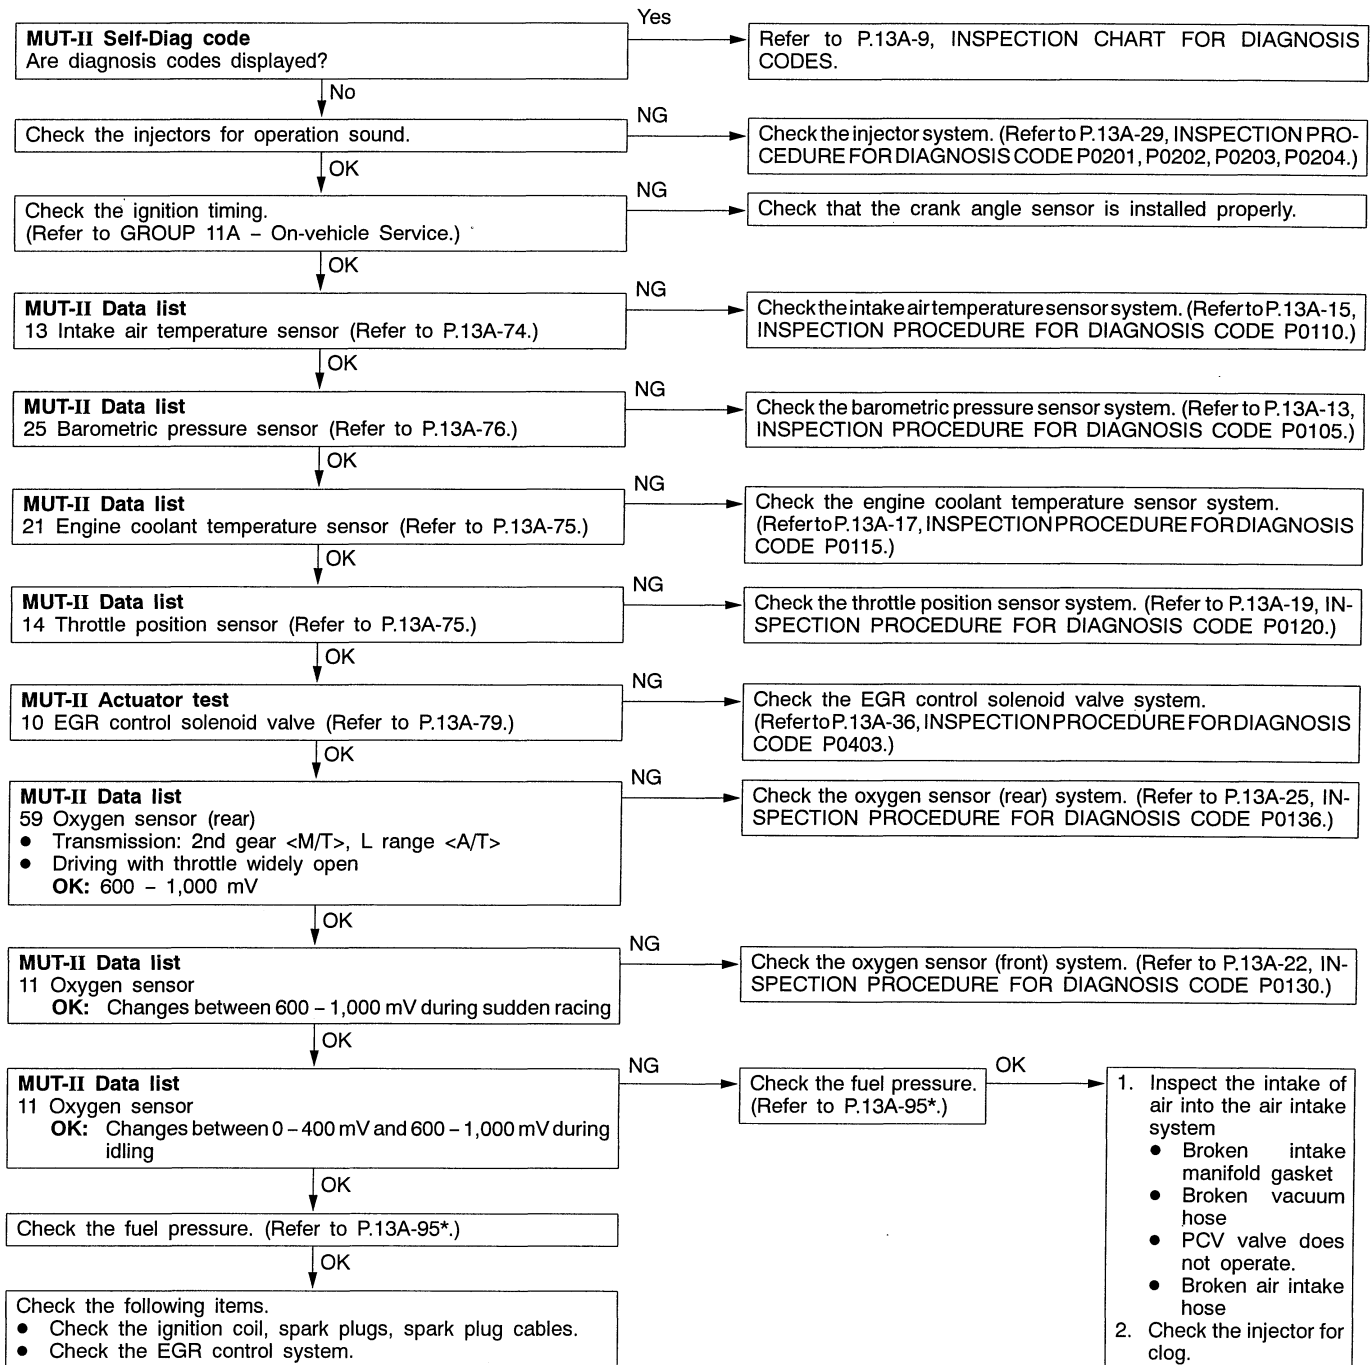 Yes
MUT-II Self-Diag code
Are diagnosis codes displayed?
Refer to P.13A-9, INSPECTION CHART FOR DIAGNOSIS
CODES.
No
NG
Check the injectors for operation sound.
Check the injector system. (Refer to P.13A-29, INSPECTION PRO-
CEDURE FOR DIAGNOSIS CODE P0201, P0202, P0203, P0204.)
OK
NG
Check the ignition timing.
(Refer to GROUP 11A – On-vehicle Service.)
Check that the crank angle sensor is installed properly.
OK
NG
MUT-II Data list
13 Intake air temperature sensor (Refer to P.13A-74.)
Check the intake air temperature sensor system. (Refer to P.13A-15,
INSPECTION PROCEDURE FOR DIAGNOSIS CODE P0110.)
OK
NG
MUT-II Data list
25 Barometric pressure sensor (Refer to P.13A-76.)
Check the barometric pressure sensor system. (Refer to P.13A-13,
INSPECTION PROCEDURE FOR DIAGNOSIS CODE P0105.)
OK
NG
MUT-II Data list
21 Engine coolant temperature sensor (Refer to P.13A-75.)
Check the engine coolant temperature sensor system.
(Refer to P.13A-17, INSPECTION PROCEDURE FOR DIAGNOSIS
CODE P0115.)
OK
NG
MUT-II Data list
14 Throttle position sensor (Refer to P.13A-75.)
Check the throttle position sensor system. (Refer to P.13A-19, IN-
SPECTION PROCEDURE FOR DIAGNOSIS CODE P0120.)
OK
NG
MUT-II Actuator test
10 EGR control solenoid valve (Refer to P.13A-79.)
Check the EGR control solenoid valve system.
(Refer to P.13A-36, INSPECTION PROCEDURE FOR DIAGNOSIS
CODE P0403.)
OK
NG
MUT-II Data list
59 Oxygen sensor (rear)
● Transmission: 2nd gear <M/T>, L range <A/T>
● Driving with throttle widely open
OK: 600 – 1,000 mV
Check the oxygen sensor (rear) system. (Refer to P.13A-25, IN-
SPECTION PROCEDURE FOR DIAGNOSIS CODE P0136.)
OK
NG
MUT-II Data list
11 Oxygen sensor
OK: Changes between 600 – 1,000 mV during sudden racing
Check the oxygen sensor (front) system. (Refer to P.13A-22, IN-
SPECTION PROCEDURE FOR DIAGNOSIS CODE P0130.)
OK
NG
MUT-II Data list
11 Oxygen sensor
OK: Changes between 0 – 400 mV and 600 – 1,000 mV during
idling
Check the fuel pressure.
(Refer to P.13A-95*.)
OK
1. Inspect the intake of
air into the air intake
system
● Broken intake
manifold gasket
● Broken vacuum
hose
● PCV valve does
not operate.
● Broken air intake
hose
2. Check the injector for
clog.
OK
Check the fuel pressure. (Refer to P.13A-95*.)
OK
Check the following items.
● Check the ignition coil, spark plugs, spark plug cables.
● Check the EGR control system.